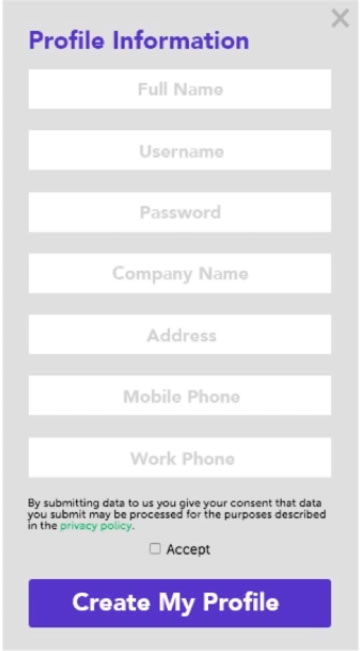 Profile Information
Full Name
Username
Password
Company Name
Address
Mobile Phone
Work Phone
By submitting data to us you give your consent that data
you submit may be processed for the purposes described
in the privacy policy.
Accept
Create My Profile